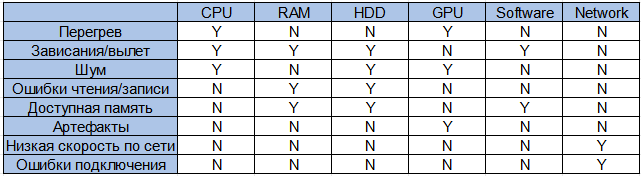 CPU RAM HDD GPU Software Network
Перегрев Y N N Y N N
Зависания/вылет Y Y Y N Y N
Шум Y N Y Y N N
Ошибки чтения/записи N Y Y N N N
Доступная память N Y Y N Y N
Артефакты N N N Y N N
Низкая скорость по сети N N N N N Y
Ошибки подключения N N N N N Y